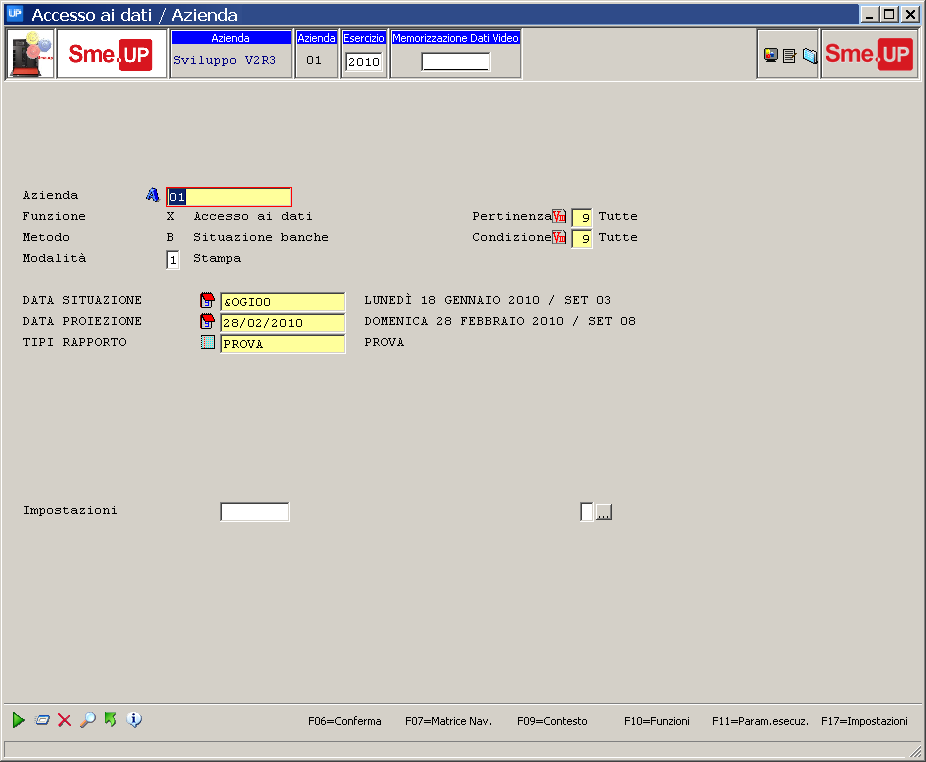 UP Accesso ai dati / Azienda
Sme.UP
Azienda Azienda Esercizio Memorizzazione Dati Video
Sviluppo V2R3 01 2010
Sme.UP
Azienda 01
Funzione X Accesso ai dati Pertinenza 9 Tutte
Metodo B Situazione banche Condizione 9 Tutte
Modalità 1 Stampa
DATA SITUAZIONE &OGI00 LUNEDÌ 18 GENNAIO 2010 / SET 03
DATA PROIEZIONE 28/02/2010 DOMENICA 28 FEBBRAIO 2010 / SET 08
TIPI RAPPORTO PROVA PROVA
Impostazioni ...
F06=Conferma F07=Matrice Nav. F09=Contesto F10=Funzioni F11=Param.esecuz. F17=Impostazioni